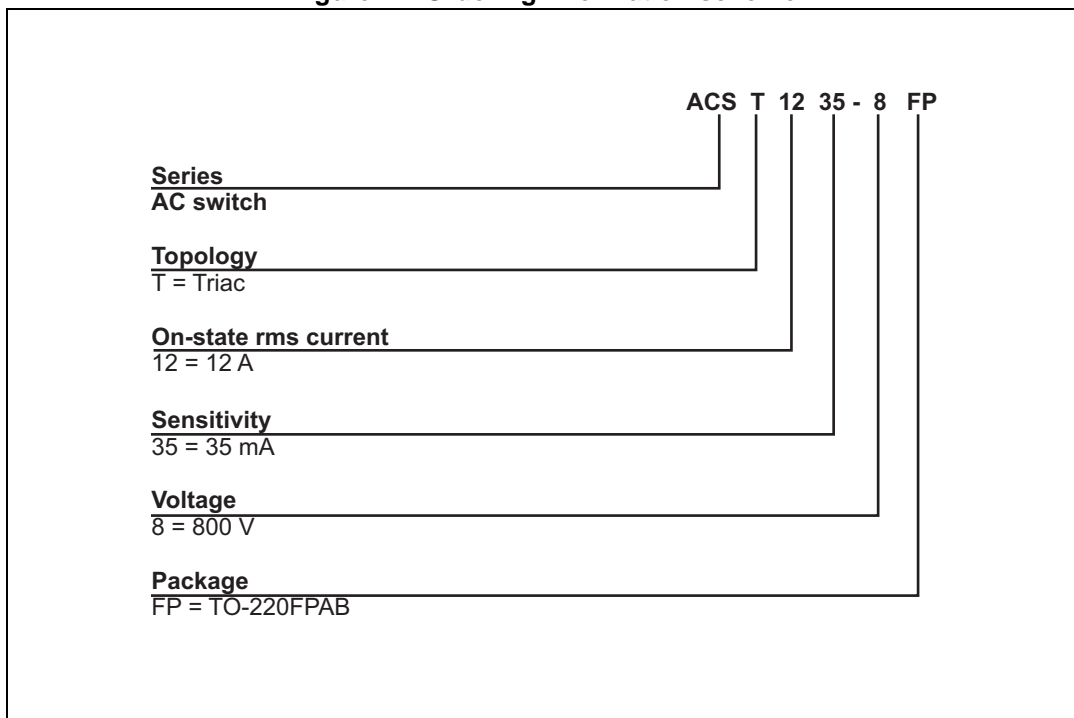 ACS T 12 35 - 8 FP
Series
AC switch
Topology
T = Triac
On-state rms current
12 = 12 A
Sensitivity
35 = 35 mA
Voltage
8 = 800 V
Package
FP = TO-220FPAB